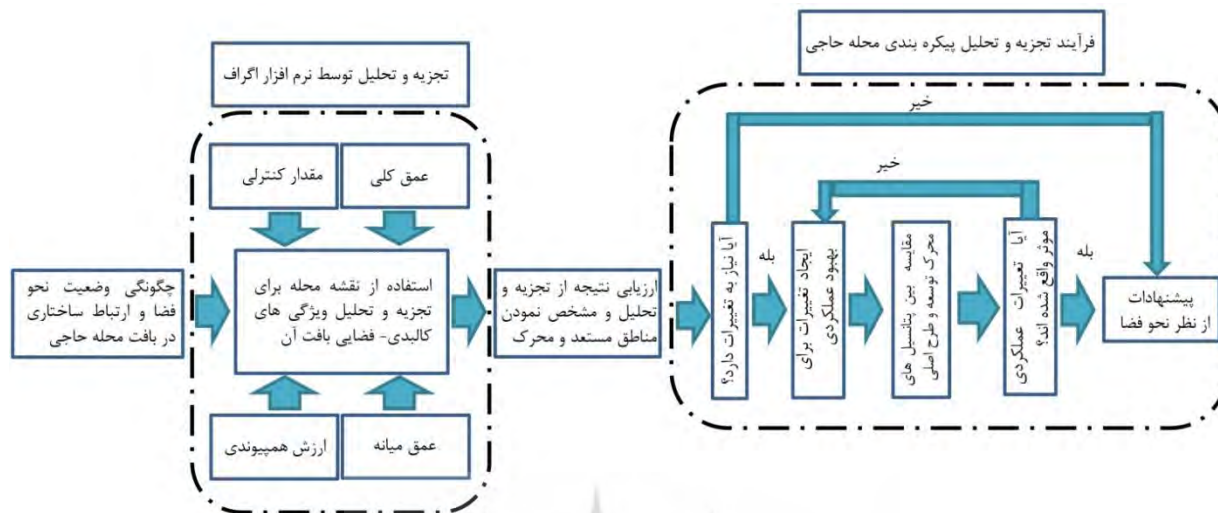 فرآیند تجزیه و تحلیل پیکره بندی محله حاجی
تجزیه و تحلیل توسط نرم افزار اگراف
خیر
خیر
عمق کلی
مقدار کنترلی
چگونگی وضعیت نحو
فضا و ارتباط ساختاری
در بافت محله حاجی
استفاده از نقشه محله برای
تجزیه و تحلیل ویژگی های
کالبدی- فضایی بافت آن
عمق میانه
ارزش همپیوندی
ارزیابی نتیجه از تجزیه و
تحلیل و مشخص نمودن
مناطق مستعد و محرک
آیا نیاز به تغییرات دارد؟
بله
ایجاد تغییرات برای
بهبود عملکردی
مقایسه بین پتانسیل های
محرک توسعه و طرح اصلی
آیا تغییرات عملکردی
موثر واقع شده اند؟
بله
پیشنهادات
از نظر نحو فضا